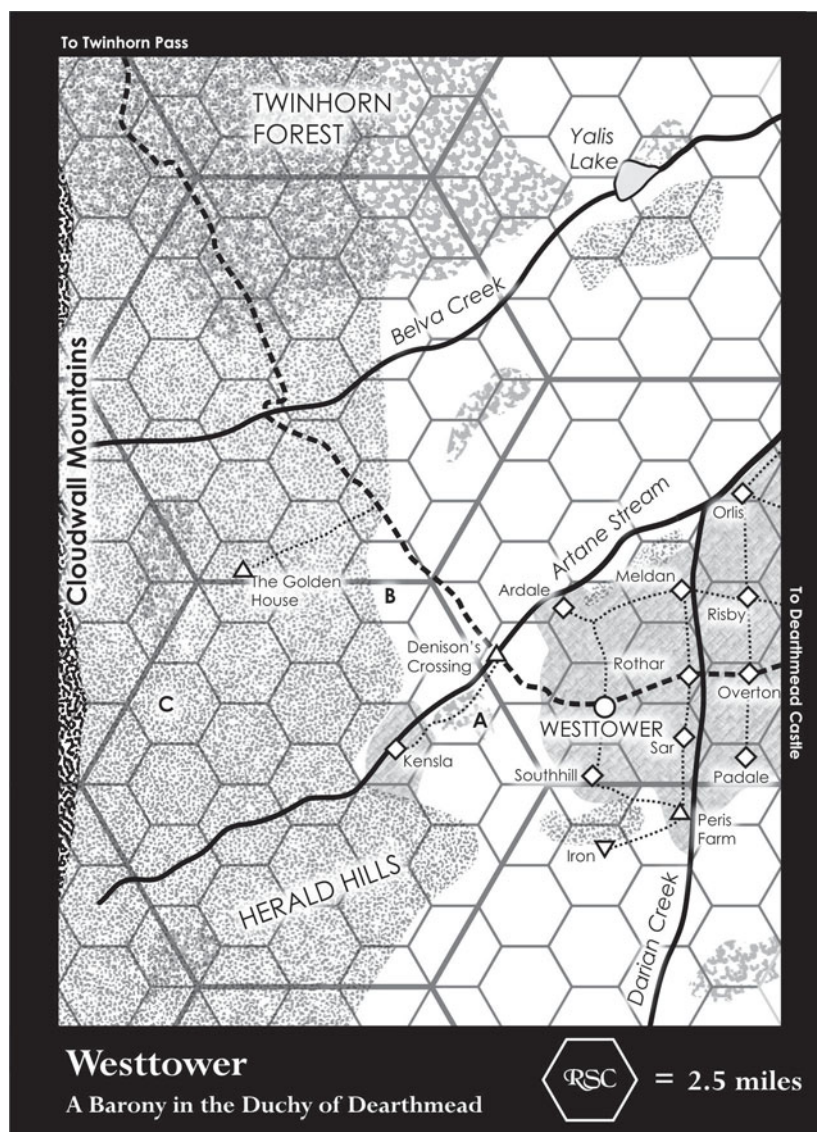 To Twinhorn Pass
TWINHORN
FOREST
Yalis
Lake
Belva Creek
Cloudwall Mountains
Artane Stream
Orlis
The Golden
House
B
Ardale
Meldan
Risby
To Dearthmead Castle
Denison's
Crossing
Rothar
C
A
Overton
WESTTOWER
Kensla
Sar
Southhill
Padale
Peris
Farm
Iron
HERALD HILLS
Darian Creek
Westtower
A Barony in the Duchy of Dearthmead
RSC
= 2.5 miles